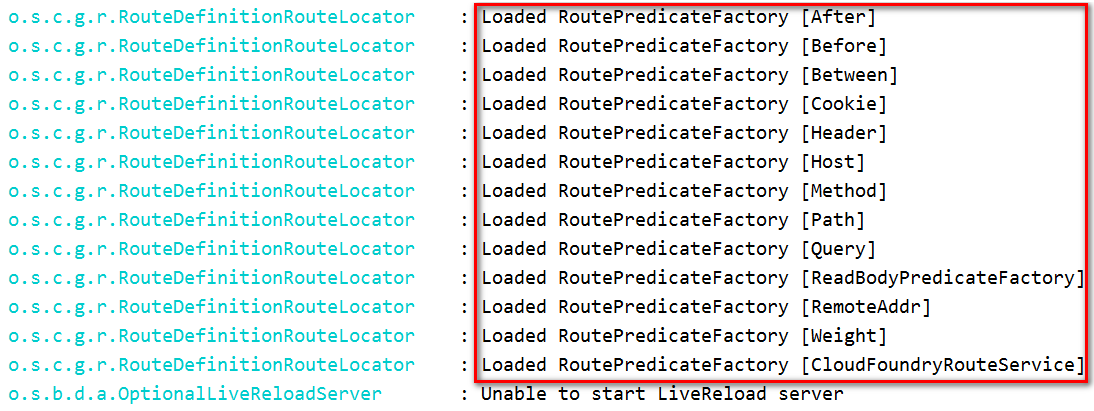 o.s.c.g.r.RouteDefinitionRouteLocator : Loaded RoutePredicateFactory [After]
o.s.c.g.r.RouteDefinitionRouteLocator : Loaded RoutePredicateFactory [Before]
o.s.c.g.r.RouteDefinitionRouteLocator : Loaded RoutePredicateFactory [Between]
o.s.c.g.r.RouteDefinitionRouteLocator : Loaded RoutePredicateFactory [Cookie]
o.s.c.g.r.RouteDefinitionRouteLocator : Loaded RoutePredicateFactory [Header]
o.s.c.g.r.RouteDefinitionRouteLocator : Loaded RoutePredicateFactory [Host]
o.s.c.g.r.RouteDefinitionRouteLocator : Loaded RoutePredicateFactory [Method]
o.s.c.g.r.RouteDefinitionRouteLocator : Loaded RoutePredicateFactory [Path]
o.s.c.g.r.RouteDefinitionRouteLocator : Loaded RoutePredicateFactory [Query]
o.s.c.g.r.RouteDefinitionRouteLocator : Loaded RoutePredicateFactory [ReadBodyPredicateFactory]
o.s.c.g.r.RouteDefinitionRouteLocator : Loaded RoutePredicateFactory [RemoteAddr]
o.s.c.g.r.RouteDefinitionRouteLocator : Loaded RoutePredicateFactory [Weight]
o.s.c.g.r.RouteDefinitionRouteLocator : Loaded RoutePredicateFactory [CloudFoundryRouteService]
o.s.b.d.a.OptionalLiveReloadServer : Unable to start LiveReload server